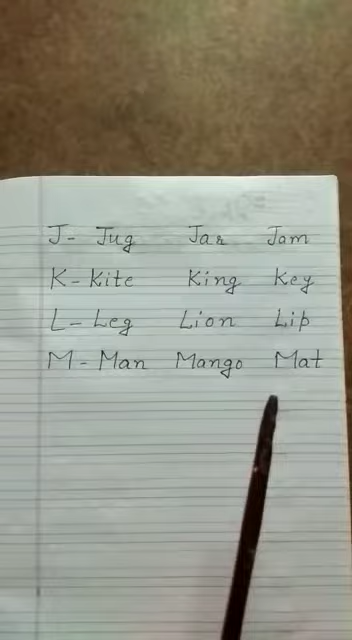 J- Jug Jar Jam
K- Kite King Key
L- Leg Lion Lip
M- Man Mango Mat